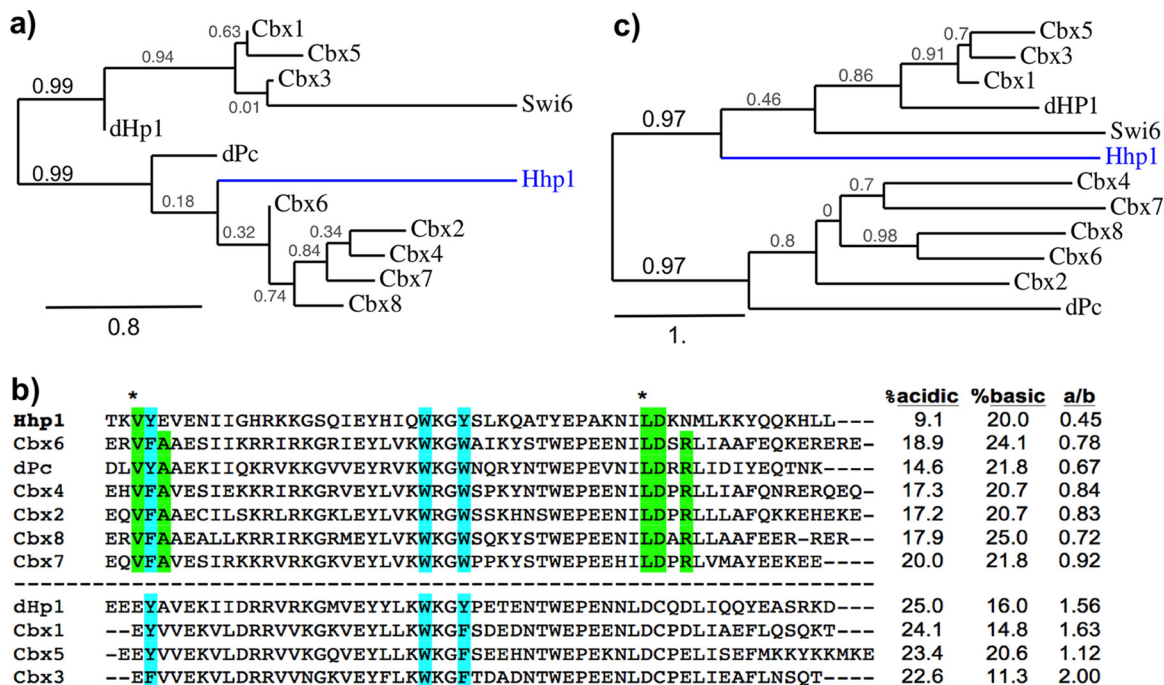 a)
0.63
Cbx1
Cbx5
0.94
Cbx3
0.99
0.01
Swi6
dHp1
dPc
0.99
Hhp1
0.18
Cbx6
0.32
0.34
Cbx2
0.84
Cbx4
Cbx7
0.74
Cbx8
0.8
c)
0.7
Cbx5
0.91
Cbx3
0.86
Cbx1
0.46
dHP1
0.97
Swi6
Hhp1
0.7
Cbx4
0
Cbx7
Cbx8
0.98
0.8
Cbx6
0.97
Cbx2
dPc
1.
b)
* * %acidic %basic a/b
Hhp1 TKVYEVENIIGHRKKGSQIEYHIQWKGYSLKQATYEPAKNILDKNMLKKYQQKHLL---- 9.1 20.0 0.45
Cbx6 ERVFAAESIIKRRIRKGRIEYLVKWKGWAIKYSTWEPEENILDSRLIAAFEQKERERE- 18.9 24.1 0.78
dPc DLVYAAEKIIQKRVKKGVVEYRVKWKGWNQRYNTWEPEVNILDRRLIDIYEQTNK---- 14.6 21.8 0.67
Cbx4 EHVFAVESIEKKRIRKGRVEYLVKWRGWSPKYNTWEPEENILDPRLLIAFQNRERQEQ- 17.3 20.7 0.84
Cbx2 EQVFAAECILSKRLRKGKLEYLVKWRGWSSKHNSWEPEENILDPRLLLAFQKKEHEKE- 17.2 20.7 0.83
Cbx8 ERVFAAEALLKRRIRKGRMEYLVKWKGWSQKYSTWEPEENILDARLLAAFEER-RER-- 17.9 25.0 0.72
Cbx7 EQVFAVESIRKKRVRKGKVEYLVKWKGWPPKYSTWEPEEHILDPRLVMAYEEKEE---- 20.0 21.8 0.92
dHp1 EEEYAVEKIIDRRVRKGMVEYYLKWKGYPETENTWEPENNLDCQDLIQQYEASRKD--- 25.0 16.0 1.56
Cbx1 --EYVVEKVLDRRVVKGKVEYLLKWKGFSDEDNTWEPEENLDCPDLIAEFLQSQKT---- 24.1 14.8 1.63
Cbx5 -EEYVVEKVLDRRVVKGQVEYLLKWKGFSEEHNTWEPEKNLDCPELISEFMKKYKKMKE 23.4 20.6 1.12
Cbx3 --EFVVEKVLDRRVVNGKVEYFLKWKGFTDADNTWEPEENLDCPELIEAFLNSQT---- 22.6 11.3 2.00